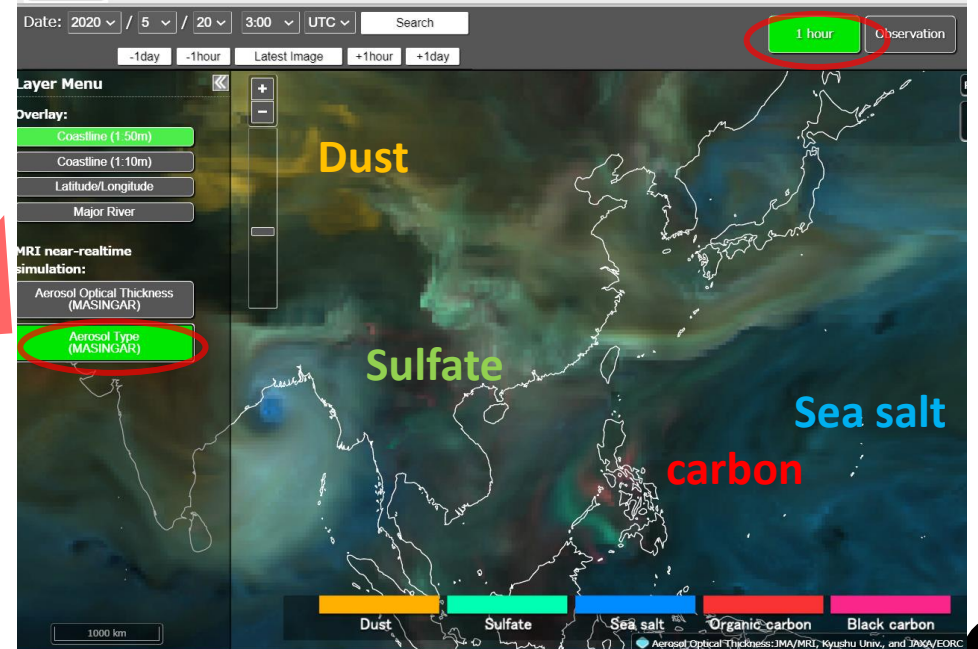 Date: 2020 / 5 / 20 3:00 UTC Search
1 hour Observation
-1day -1hour Latest Image +1hour +1day
Layer Menu
Overlay:
Coastline (1:50m)
Coastline (1:10m)
Latitude/Longitude
Major River
MRI near-realtime
simulation:
Aerosol Optical Thickness
(MASINGAR)
Aerosol Type
(MASINGAR)
+
-
Dust
Sulfate
Sea salt
carbon
Dust Sulfate Sea salt Organic carbon Black carbon
1000 km
Aerosol Optical Thickness:JMA/MRI, Kyushu Univ., and JAXA/EORC